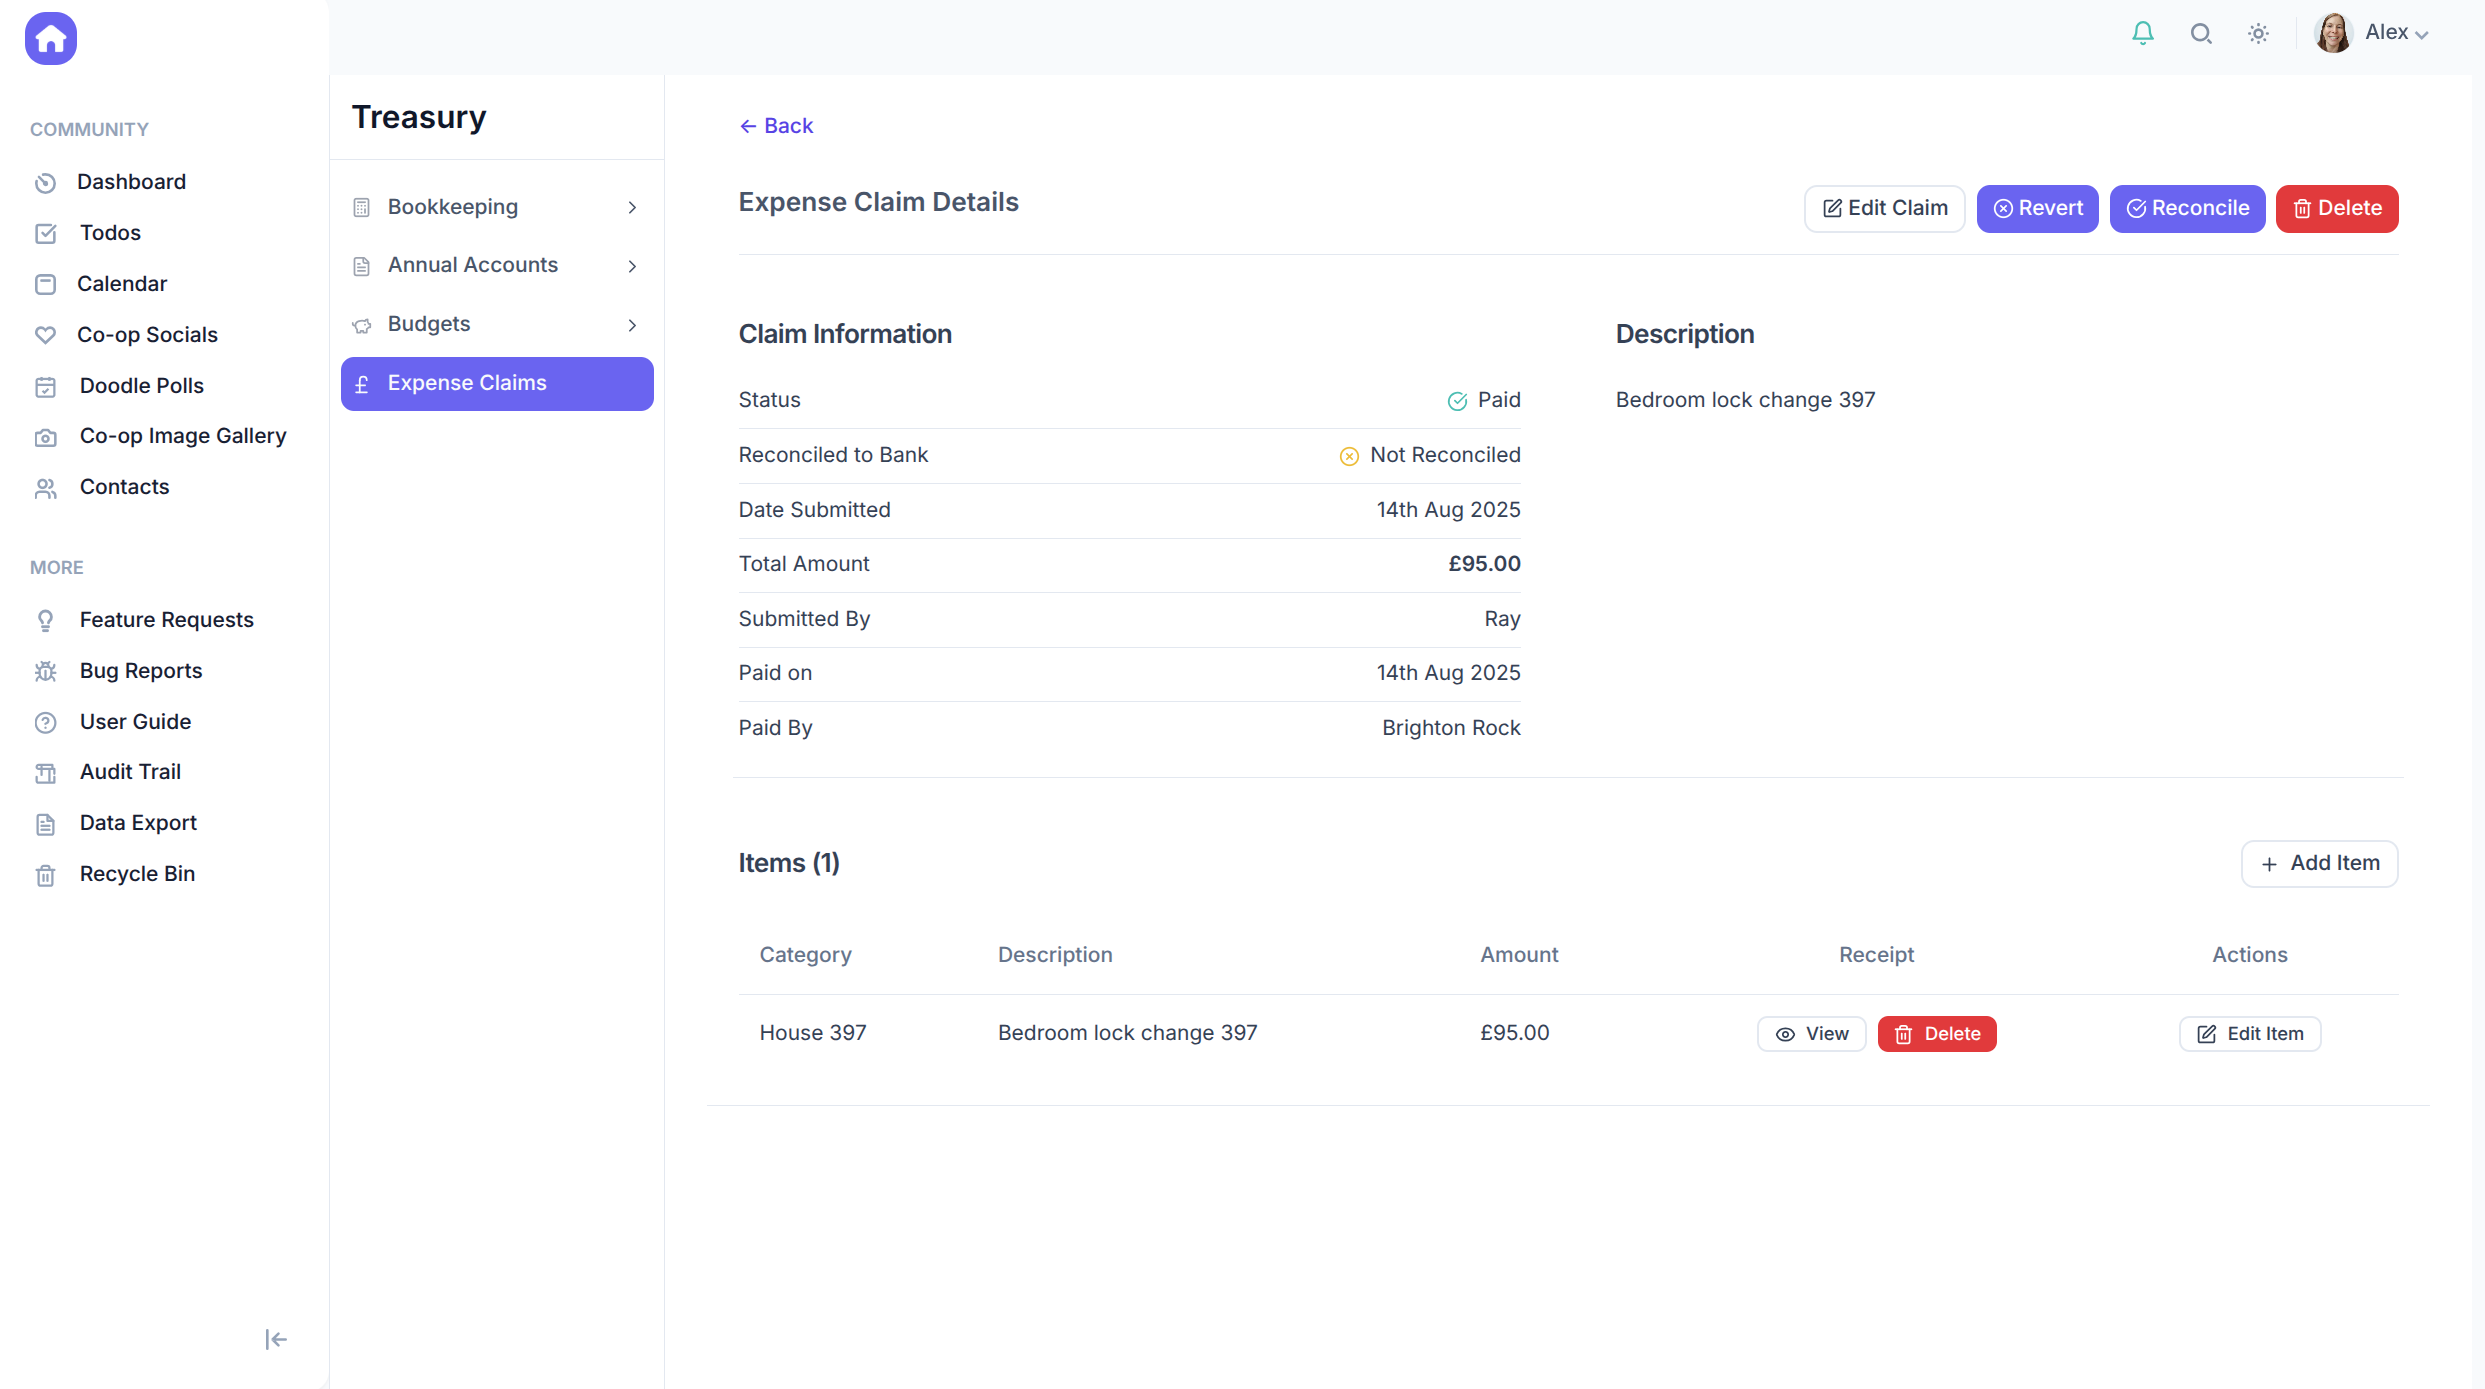 Alex
COMMUNITY
Dashboard
Todos
Calendar
Co-op Socials
Doodle Polls
Co-op Image Gallery
Contacts
MORE
Feature Requests
Bug Reports
User Guide
Audit Trail
Data Export
Recycle Bin
Treasury
Bookkeeping
Annual Accounts
Budgets
£ Expense Claims
Back
Expense Claim Details
Edit Claim
Revert
Reconcile
Delete
Claim Information
Status Paid
Reconciled to Bank Not Reconciled
Date Submitted 14th Aug 2025
Total Amount £95.00
Submitted By Ray
Paid on 14th Aug 2025
Paid By Brighton Rock
Description
Bedroom lock change 397
Items (1)
Add Item
Category Description Amount Receipt Actions
House 397 Bedroom lock change 397 £95.00 View Delete Edit Item